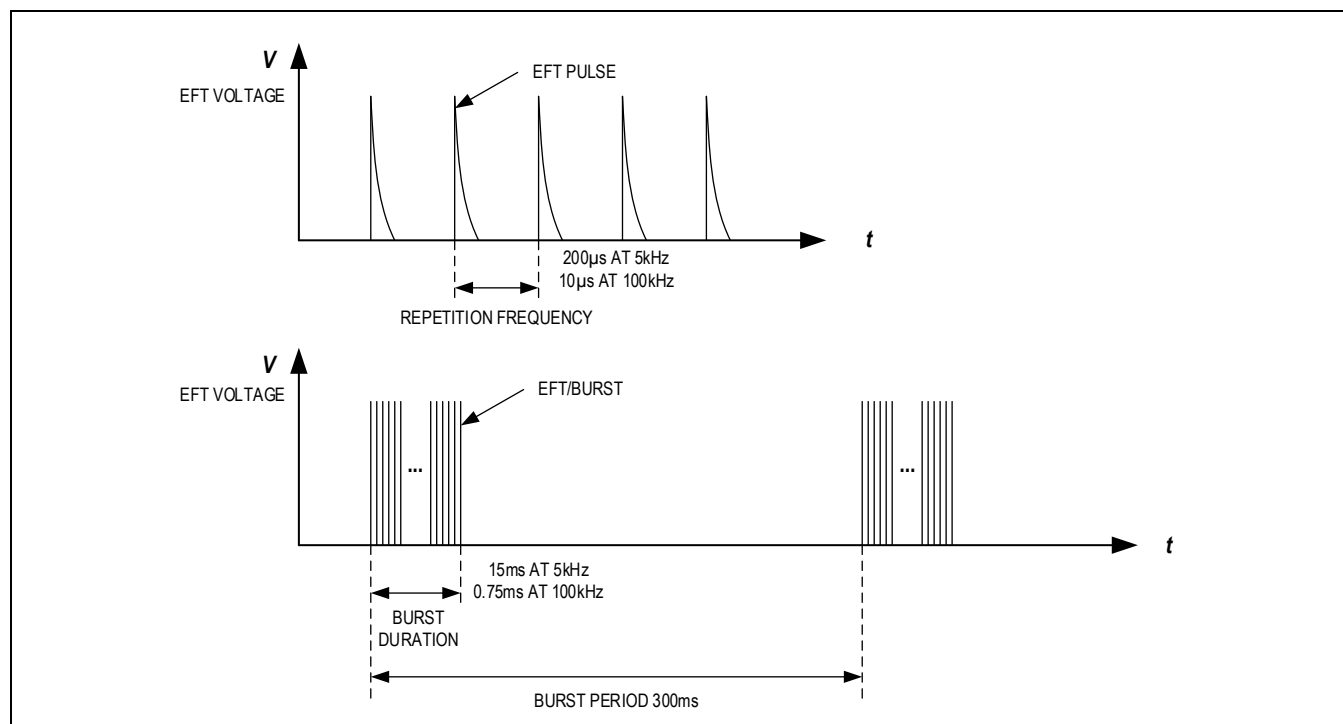 V
EFT VOLTAGE
EFT PULSE
t
200µs AT 5kHz
10µs AT 100kHz
REPETITION FREQUENCY
V
EFT VOLTAGE
EFT/BURST
...
...
t
15ms AT 5kHz
0.75ms AT 100kHz
BURST
DURATION
BURST PERIOD 300ms